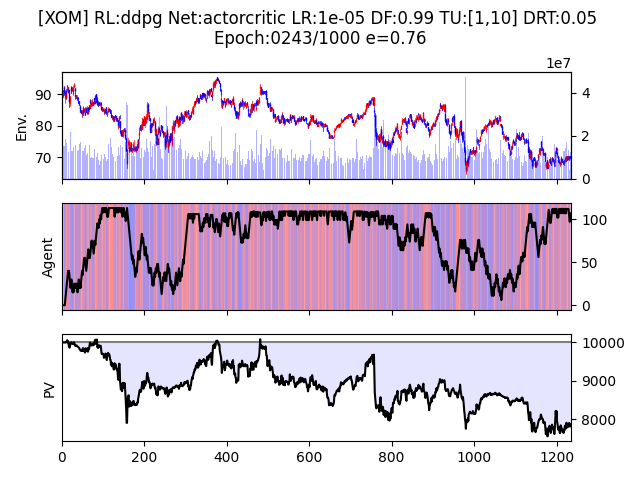 [XOM] RL:ddpg Net:actorcritic LR:1e-05 DF:0.99 TU:[1,10] DRT:0.05
Epoch:0243/1000 e=0.76
1e7
Env.
90
80
70
4
2
0
Agent
100
50
0
PV
10000
9000
8000
0 200 400 600 800 1000 1200